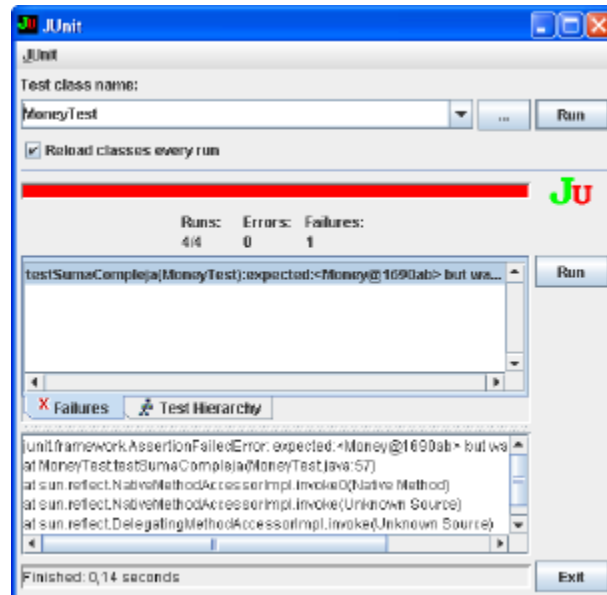 JU JUnit
JUnit
Test class name:
MoneyTest
... Run
Reload classes every run
JU
Runs: Errors: Failures:
4/4 0 1
testSumaCompleja(MoneyTest):expected:<Money@1690ab> but wa...
Run
X Failures Test Hierarchy
junit.framework.AssertionFailedError: expected:<Money@1690ab> but wa
at MoneyTest.testSumaCompleja(MoneyTest.java:57)
at sun.reflect.NativeMethodAccessorImpl.invoke0(Native Method)
at sun.reflect.NativeMethodAccessorImpl.invoke(Unknown Source)
at sun.reflect.DelegatingMethodAccessorImpl.invoke(Unknown Source)
Finished: 0,14 seconds
Exit